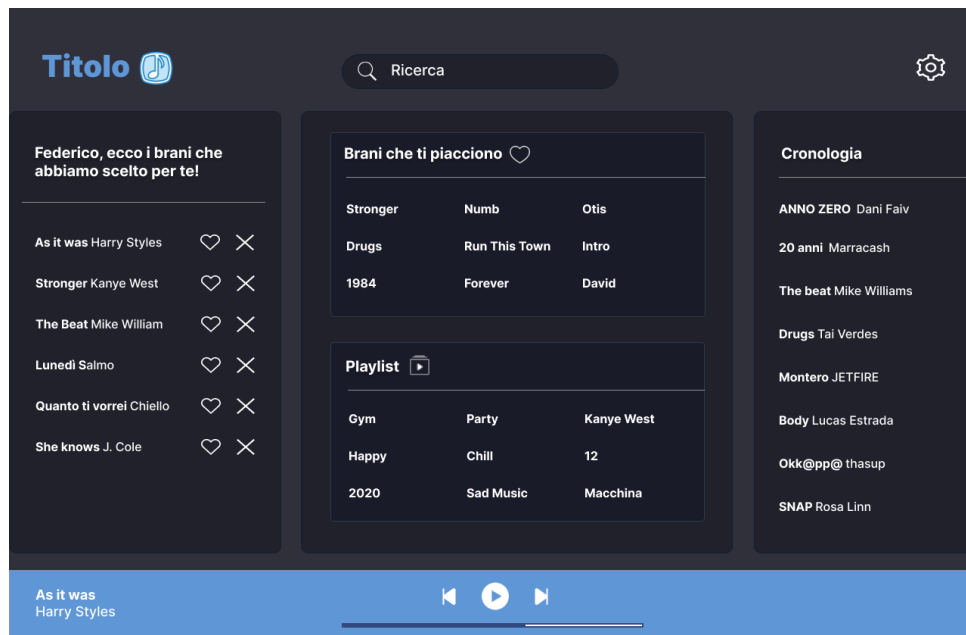 Titolo
Ricerca
Federico, ecco i brani che
abbiamo scelto per te!
As it was Harry Styles
Stronger Kanye West
The Beat Mike William
Lunedì Salmo
Quanto ti vorrei Chiello
She knows J. Cole
Brani che ti piacciono
Stronger Numb Otis
Drugs Run This Town Intro
1984 Forever David
Playlist
Gym Party Kanye West
Happy Chill 12
2020 Sad Music Macchina
Cronologia
ANNO ZERO Dani Faiv
20 anni Marracash
The beat Mike Williams
Drugs Tai Verdes
Montero JETFIRE
Body Lucas Estrada
Okk@pp@ thasup
SNAP Rosa Linn
As it was
Harry Styles